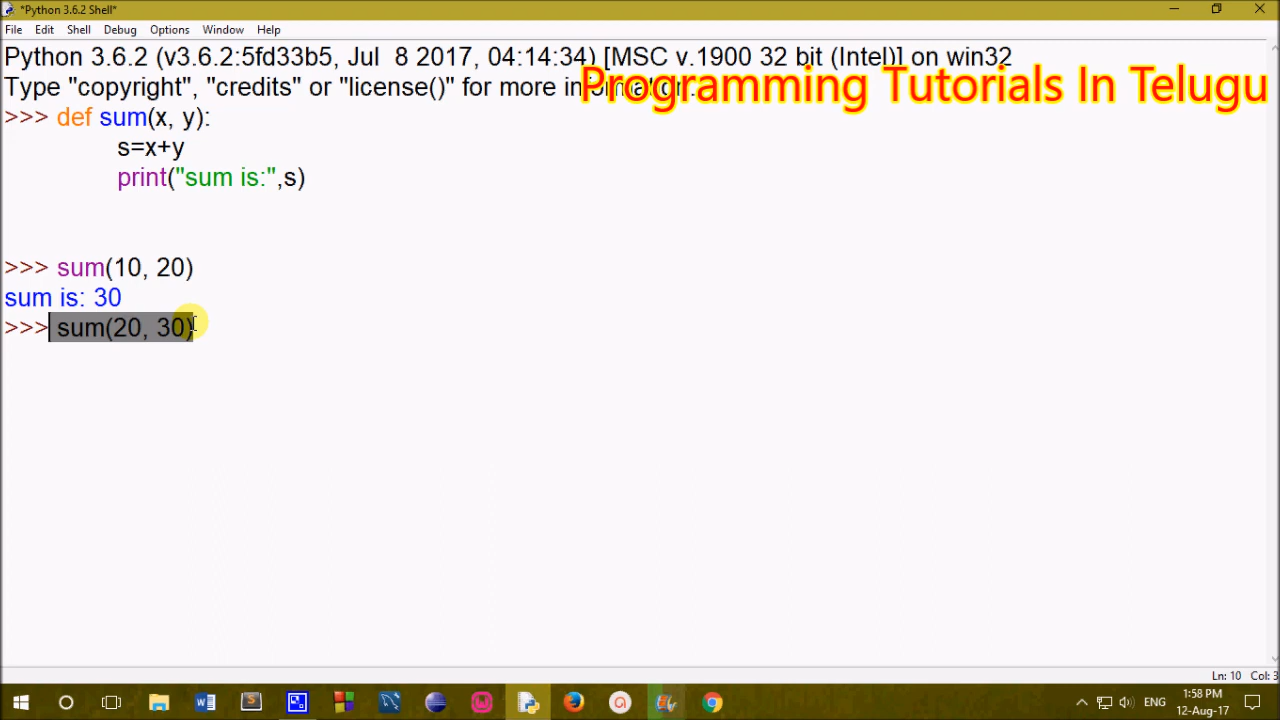 *Python 3.6.2 Shell*
File Edit Shell Debug Options Window Help
Python 3.6.2 (v3.6.2:5fd33b5, Jul  8 2017, 04:14:34) [MSC v.1900 32 bit (Intel)] on win32
Type "copyright", "credits" or "license()" for more information.
Programming Tutorials In Telugu
>>> def sum(x, y):
s=x+y
print("sum is:",s)
>>> sum(10, 20)
sum is: 30
>>> sum(20, 30)
Ln: 10 Col: 3
ENG
1:58 PM
12-Aug-17